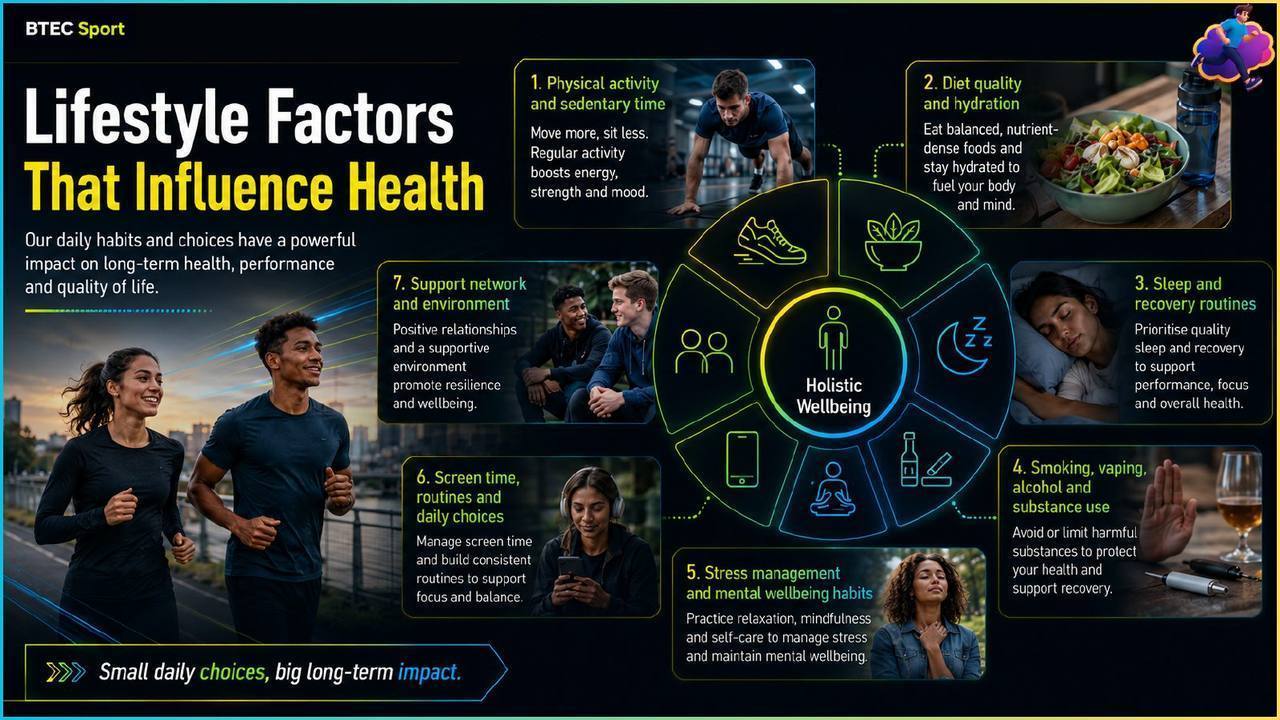 BTEC Sport
Lifestyle Factors
That Influence Health
Our daily habits and choices have a powerful
impact on long-term health, performance
and quality of life.
1. Physical activity
and sedentary time
Move more, sit less.
Regular activity
boosts energy,
strength and mood.
2. Diet quality
and hydration
Eat balanced, nutrient-
dense foods and
stay hydrated to
fuel your body
and mind.
3. Sleep and
recovery routines
Prioritise quality
sleep and recovery
to support
performance, focus
and overall health.
4. Smoking, vaping,
alcohol and
substance use
Avoid or limit harmful
substances to protect
your health and
support recovery.
5. Stress management
and mental wellbeing habits
Practice relaxation, mindfulness
and self-care to manage stress
and maintain mental wellbeing.
6. Screen time,
routines and
daily choices
Manage screen time
and build consistent
routines to support
focus and balance.
7. Support network
and environment
Positive relationships
and a supportive
environment
promote resilience
and wellbeing.
Z Z
Z Z
Holistic
Wellbeing
Small daily choices, big long-term impact.